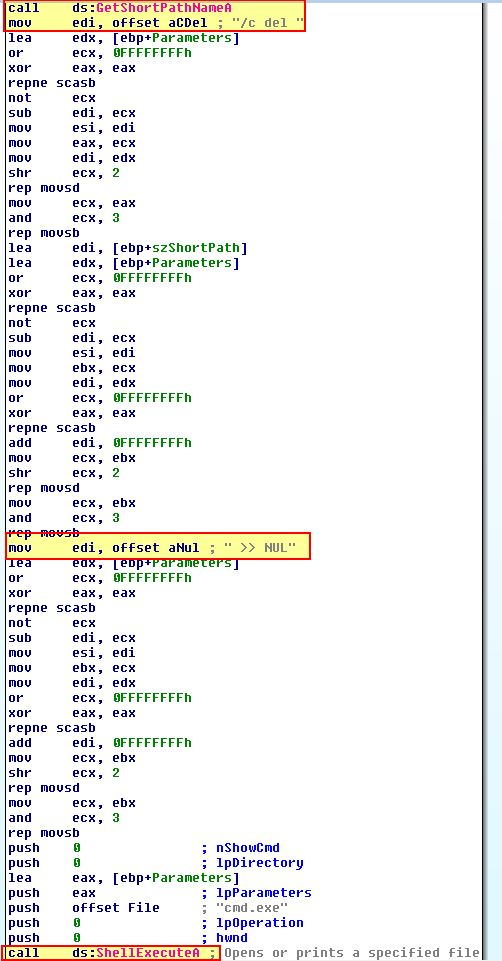 call ds:GetShortPathNameA
mov edi, offset aCDel ; "/c del "
lea edx, [ebp+Parameters]
or ecx, 0FFFFFFFFh
xor eax, eax
repne scasb
not ecx
sub edi, ecx
mov esi, edi
mov eax, ecx
mov edi, edx
shr ecx, 2
rep movsd
mov ecx, eax
and ecx, 3
rep movsb
lea edi, [ebp+szShortPath]
lea edx, [ebp+Parameters]
or ecx, 0FFFFFFFFh
xor eax, eax
repne scasb
not ecx
sub edi, ecx
mov esi, edi
mov ebx, ecx
mov edi, edx
or ecx, 0FFFFFFFFh
xor eax, eax
repne scasb
add edi, 0FFFFFFFFh
mov ecx, ebx
shr ecx, 2
rep movsd
mov ecx, ebx
and ecx, 3
rep movsb
mov edi, offset aNul ; " >> NUL"
lea edx, [ebp+Parameters]
or ecx, 0FFFFFFFFh
xor eax, eax
repne scasb
not ecx
sub edi, ecx
mov esi, edi
mov ebx, ecx
mov edi, edx
or ecx, 0FFFFFFFFh
xor eax, eax
repne scasb
add edi, 0FFFFFFFFh
mov ecx, ebx
shr ecx, 2
rep movsd
mov ecx, ebx
and ecx, 3
rep movsb
push 0 ; nShowCmd
push 0 ; lpDirectory
lea eax, [ebp+Parameters]
push eax ; lpParameters
push offset File ; "cmd.exe"
push 0 ; lpOperation
push 0 ; hwnd
call ds:ShellExecuteA ; Opens or prints a specified file